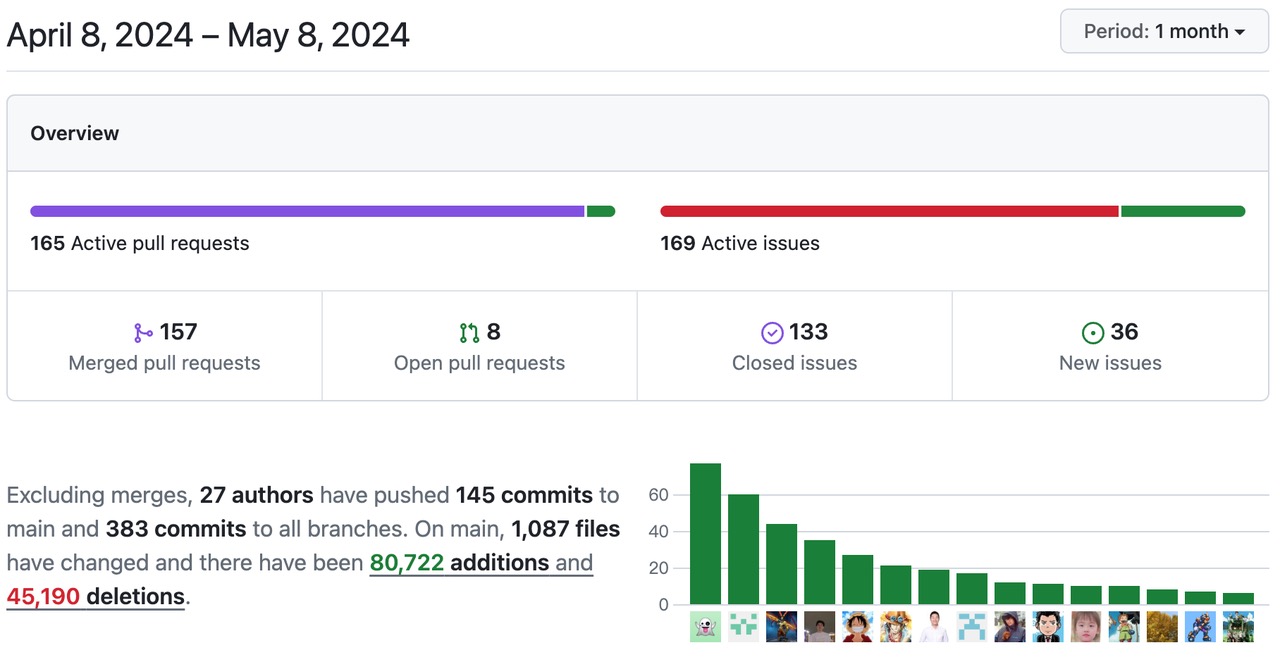 April 8, 2024 – May 8, 2024
Period: 1 month
Overview
165 Active pull requests
169 Active issues
157
Merged pull requests
8
Open pull requests
133
Closed issues
36
New issues
Excluding merges, 27 authors have pushed 145 commits to
main and 383 commits to all branches. On main, 1,087 files
have changed and there have been 80,722 additions and
45,190 deletions.
60
40
20
0